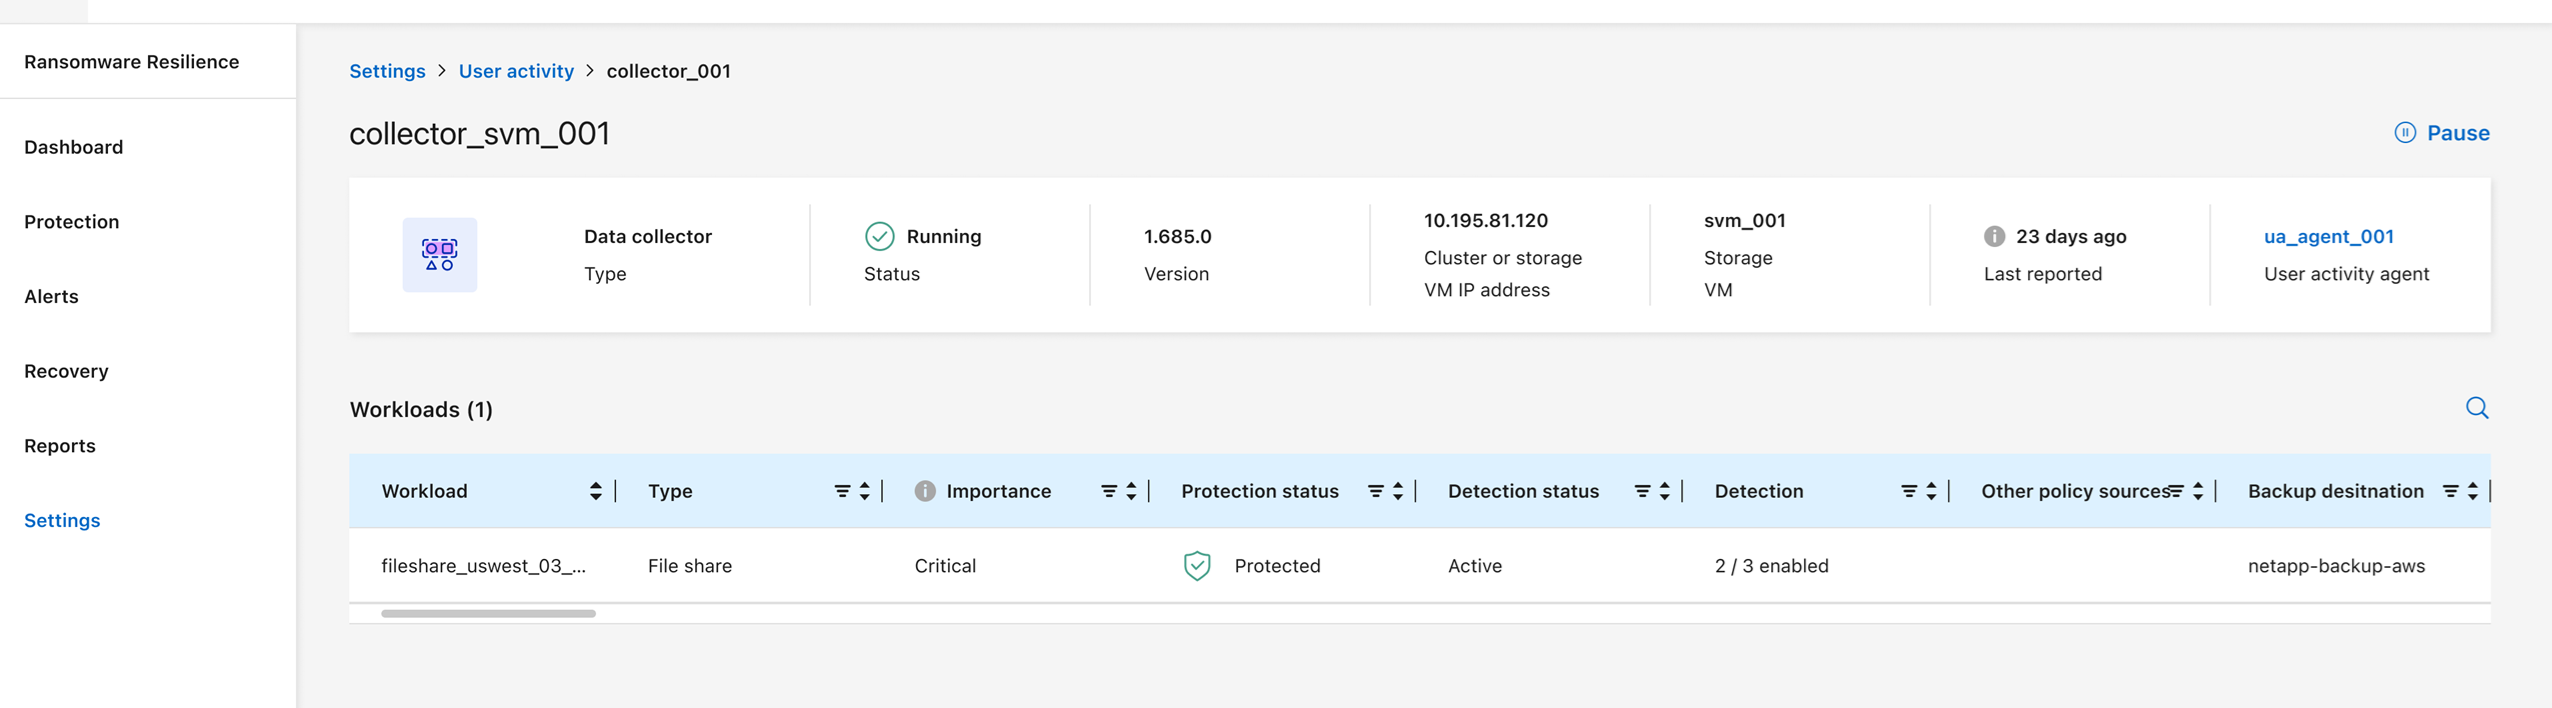 Ransomware Resilience
Dashboard
Protection
Alerts
Recovery
Reports
Settings
Settings > User activity > collector_001
collector_svm_001
Pause
Data collector
Type
Running
Status
1.685.0
Version
10.195.81.120
Cluster or storage
VM IP address
svm_001
Storage
VM
23 days ago
Last reported
ua_agent_001
User activity agent
Workloads (1)
Workload Type Importance Protection status Detection status Detection Other policy sources Backup desitnation
fileshare_uswest_03_... File share Critical Protected Active 2 / 3 enabled netapp-backup-aws